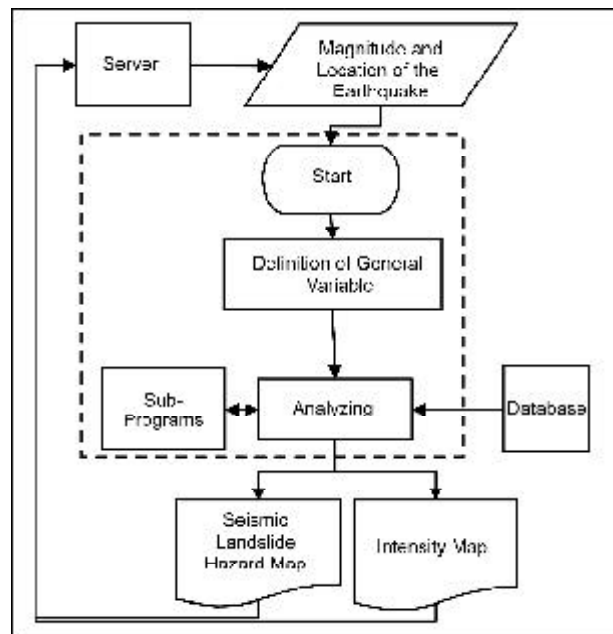 Server
Magnitude and
Location of the
Earthquake
Start
Definition of General
Variable
Sub-
Programs
Analyzing
Database
Seismic
Landslide
Hazard Map
Intensity Map